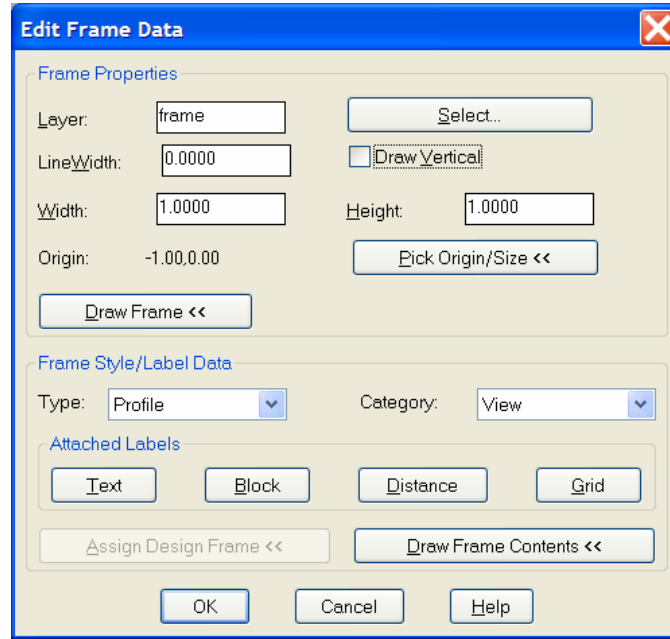 Edit Frame Data
Frame Properties
Layer: frame Select...
LineWidth: 0.0000 Draw Vertical
Width: 1.0000 Height: 1.0000
Origin: -1.00,0.00 Pick Origin/Size <<
Draw Frame <<
Frame Style/Label Data
Type: Profile Category: View
Attached Labels
Text Block Distance Grid
Assign Design Frame << Draw Frame Contents <<
OK Cancel Help